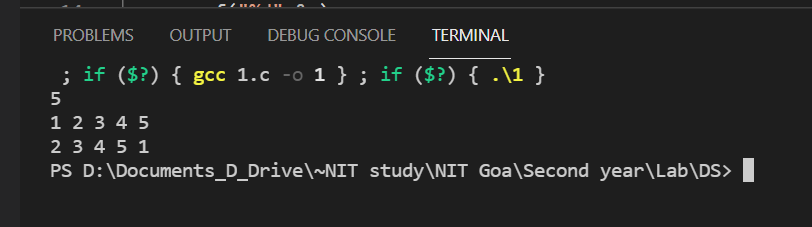 PROBLEMS OUTPUT DEBUG CONSOLE TERMINAL
; if ($?) { gcc 1.c -o 1 } ; if ($?) { .\1 }
5
1 2 3 4 5
2 3 4 5 1
PS D:\Documents_D_Drive\~NIT study\NIT Goa\Second year\Lab\DS>